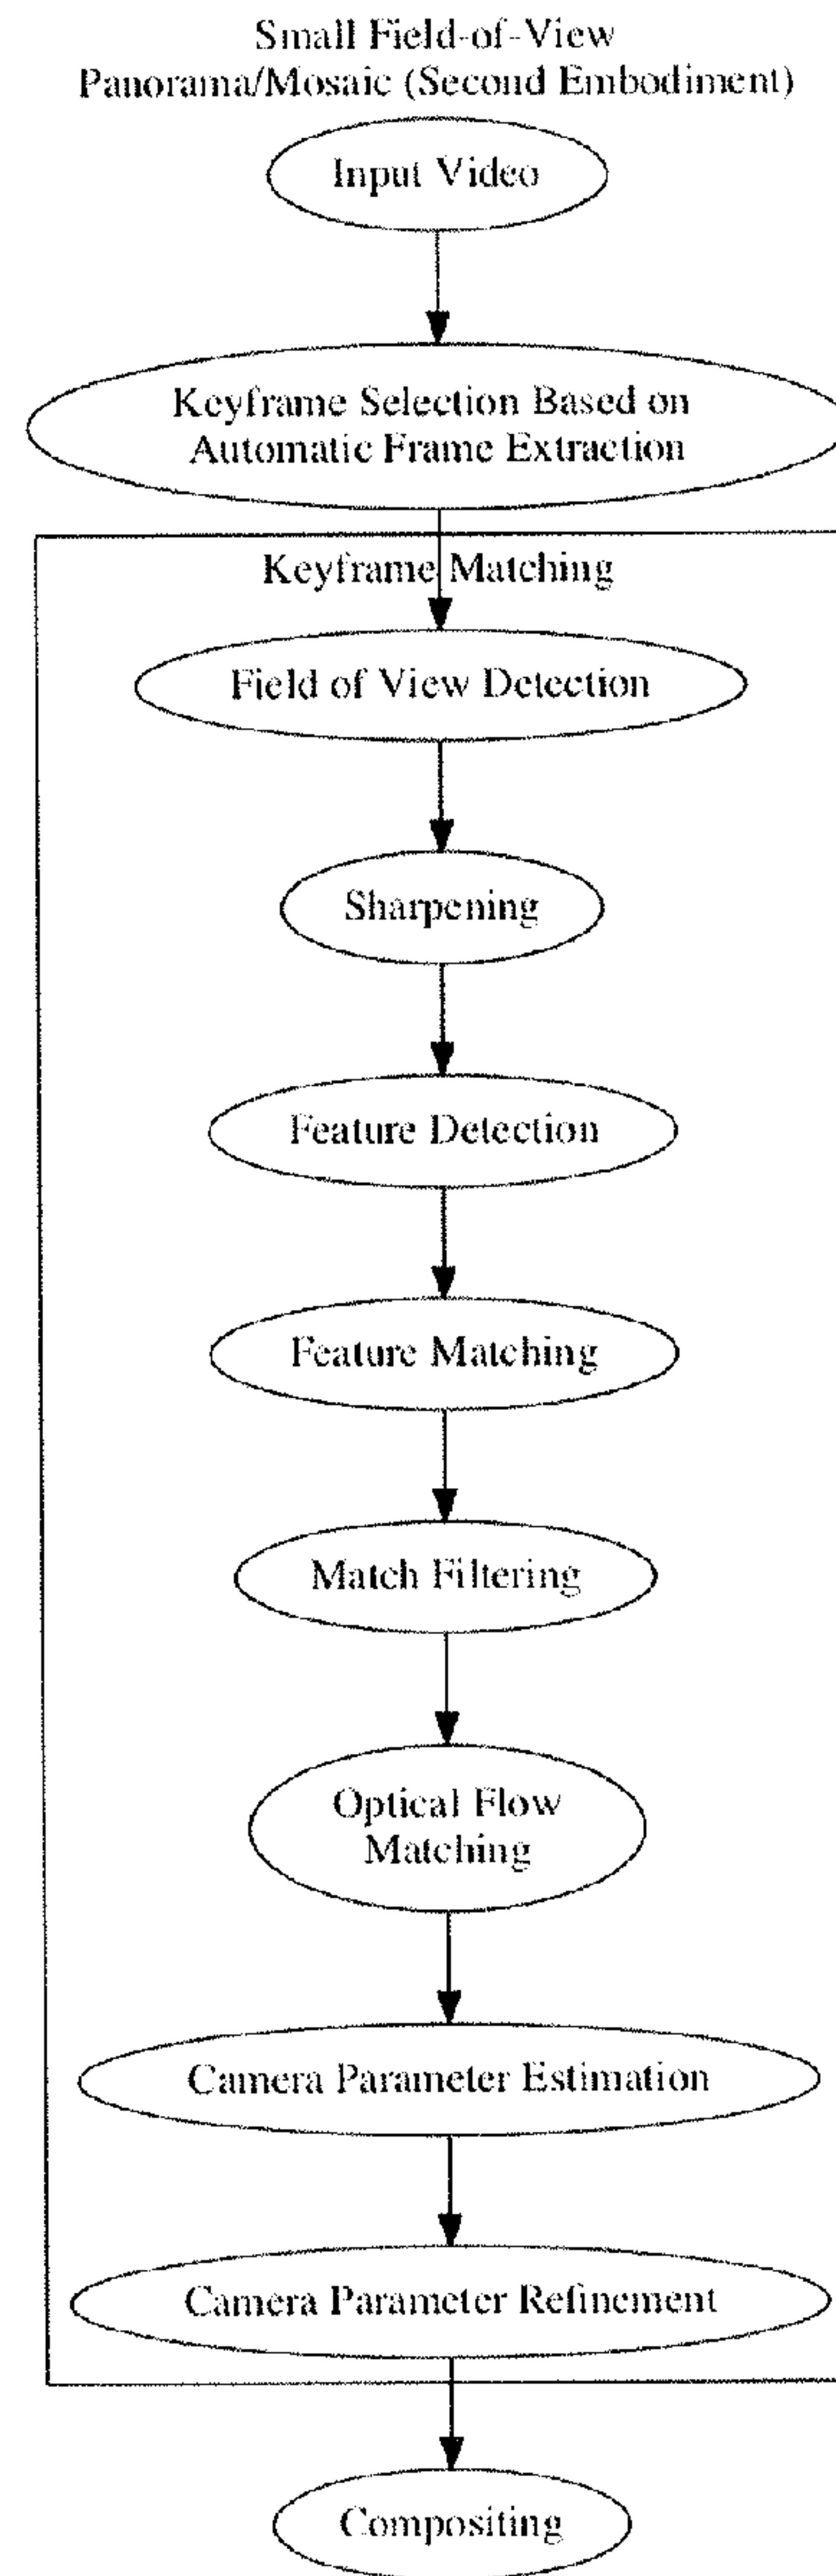 Small Field-of-View
Panorama/Mosaic (Second Embodiment)
Input Video
Keyframe Selection Based on
Automatic Frame Extraction
Keyframe Matching
Field of View Detection
Sharpening
Feature Detection
Feature Matching
Match Filtering
Optical Flow
Matching
Camera Parameter Estimation
Camera Parameter Refinement
Compositing